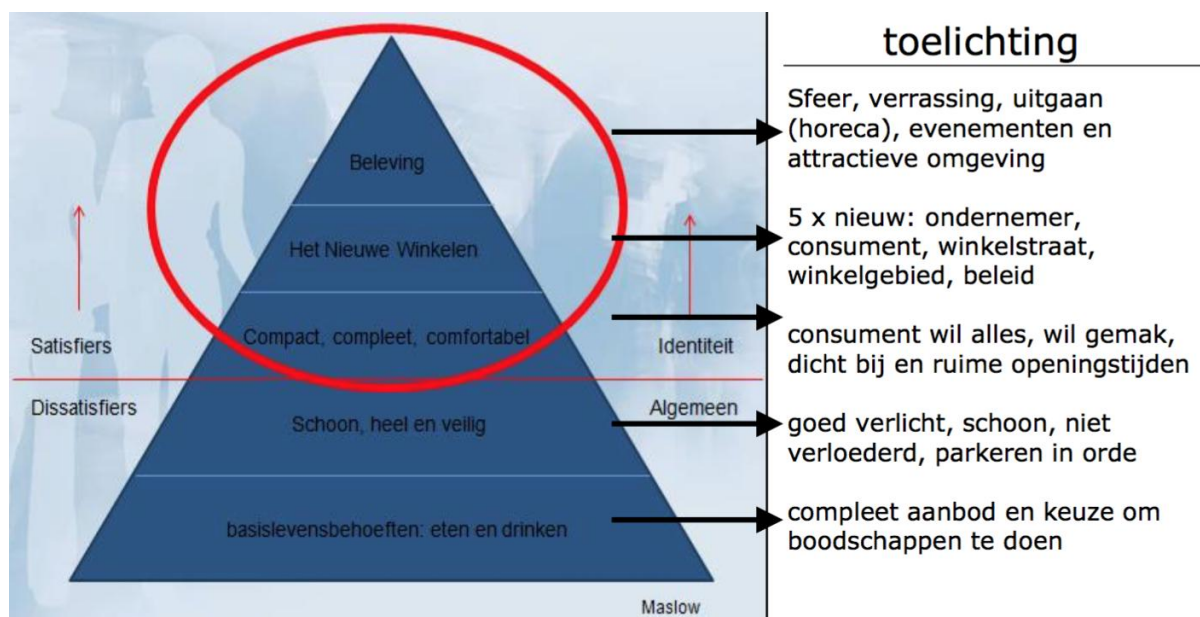 toelichting
Beleving
Het Nieuwe Winkelen
Compact, compleet, comfortabel
Schoon, heel en veilig
basislevensbehoeften: eten en drinken
Satisfiers
Dissatisfiers
Identiteit
Algemeen
Maslow
Sfeer, verrassing, uitgaan
(horeca), evenementen en
attractieve omgeving
5 x nieuw: ondernemer,
consument, winkelstraat,
winkelgebied, beleid
consument wil alles, wil gemak,
dicht bij en ruime openingstijden
goed verlicht, schoon, niet
verloederd, parkeren in orde
compleet aanbod en keuze om
boodschappen te doen